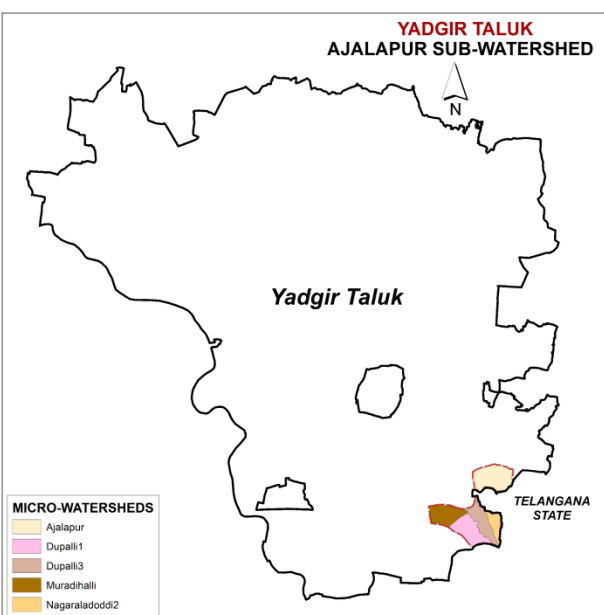 YADGIR TALUK
AJALAPUR SUB-WATERSHED
N
Yadgir Taluk
TELANGANA
STATE
MICRO-WATERSHEDS
Ajalapur
Dupalli1
Dupalli3
Muradihalli
Nagaraladoddi2